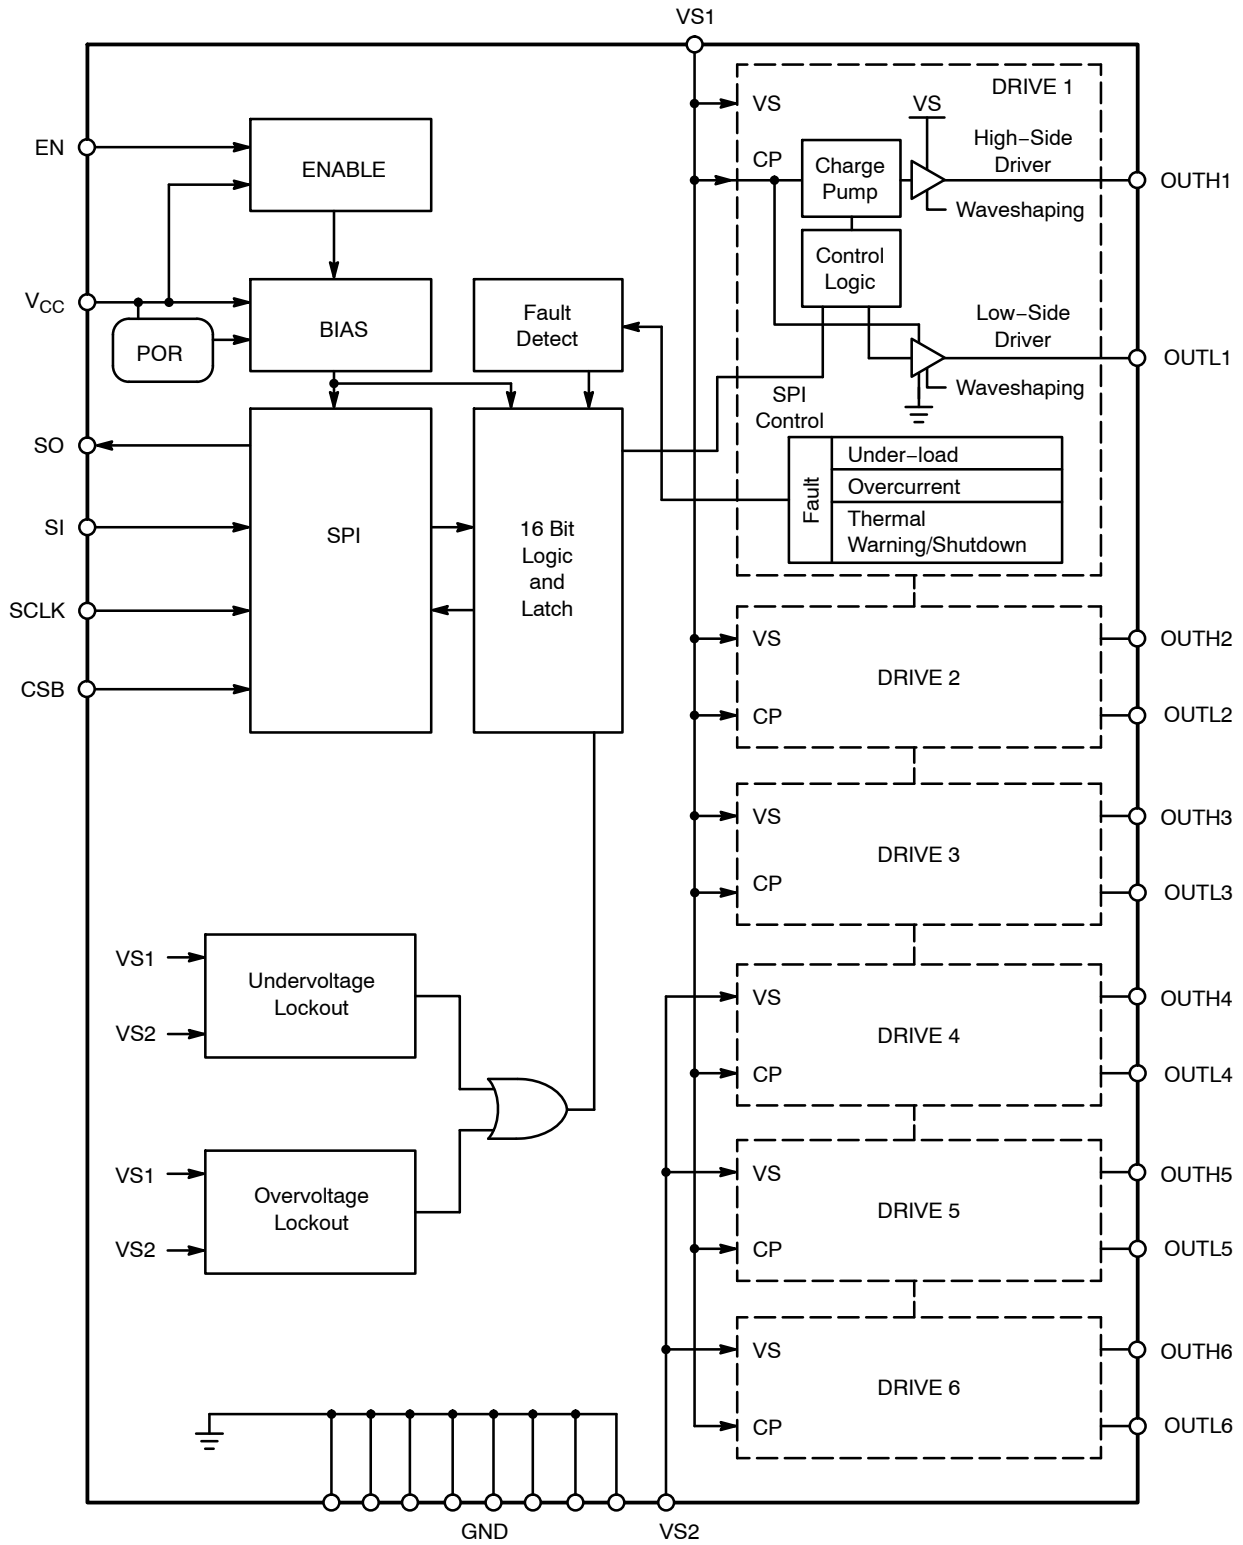 VS1
EN
ENABLE
VCC
POR
BIAS
Fault
Detect
SO
SI
SCLK
CSB
SPI
16 Bit
Logic
and
Latch
VS1
VS2
Undervoltage
Lockout
VS1
VS2
Overvoltage
Lockout
GND
VS2
DRIVE 1
VS
CP
Charge
Pump
VS
High−Side
Driver
Waveshaping
OUTH1
Control
Logic
Low−Side
Driver
Waveshaping
OUTL1
SPI
Control
Fault
Under−load
Overcurrent
Thermal
Warning/Shutdown
VS
DRIVE 2
CP
OUTH2
OUTL2
VS
DRIVE 3
CP
OUTH3
OUTL3
VS
DRIVE 4
CP
OUTH4
OUTL4
VS
DRIVE 5
CP
OUTH5
OUTL5
VS
DRIVE 6
CP
OUTH6
OUTL6